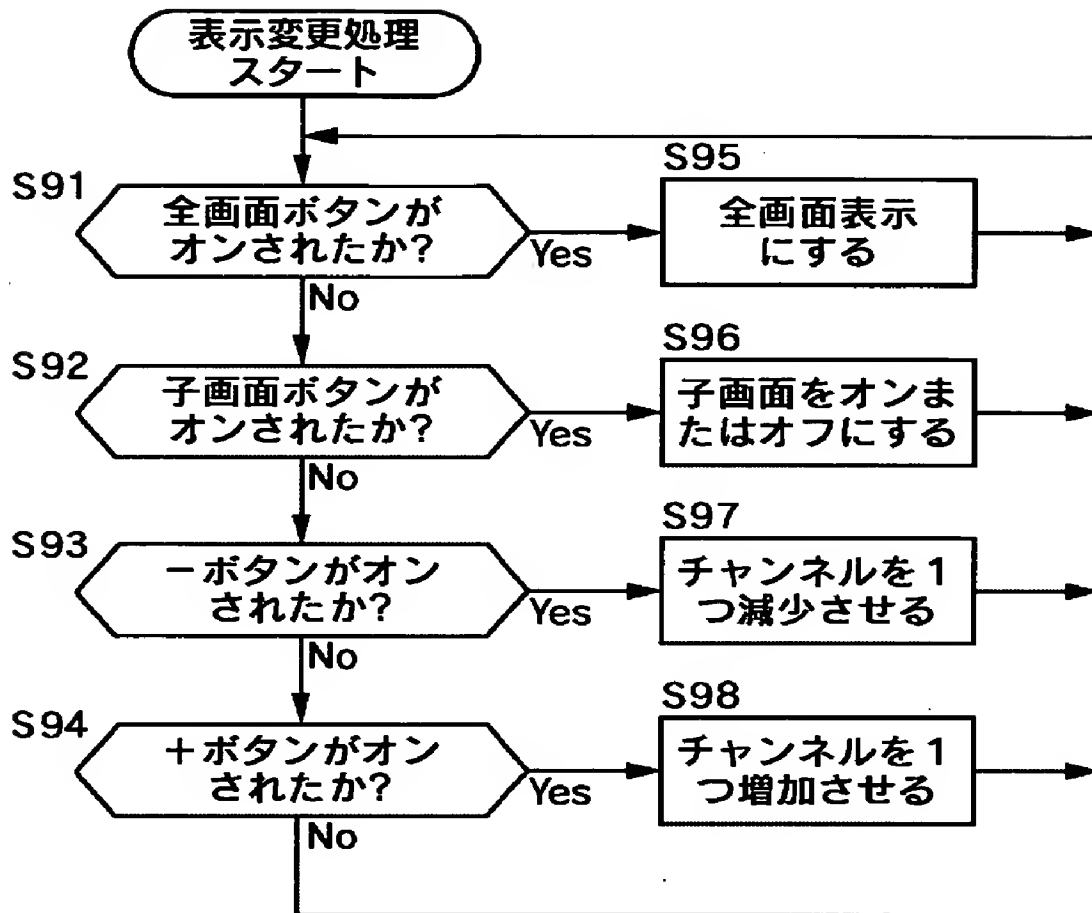 表示変更処理
スタート
S91
全画面ボタンが
オンされたか?
Yes
No
S95
全画面表示
にする
S92
子画面ボタンが
オンされたか?
Yes
No
S96
子画面をオンま
たはオフにする
S93
−ボタンがオン
されたか?
Yes
No
S97
チャンネルを1
つ減少させる
S94
+ボタンがオン
されたか?
Yes
No
S98
チャンネルを1
つ増加させる